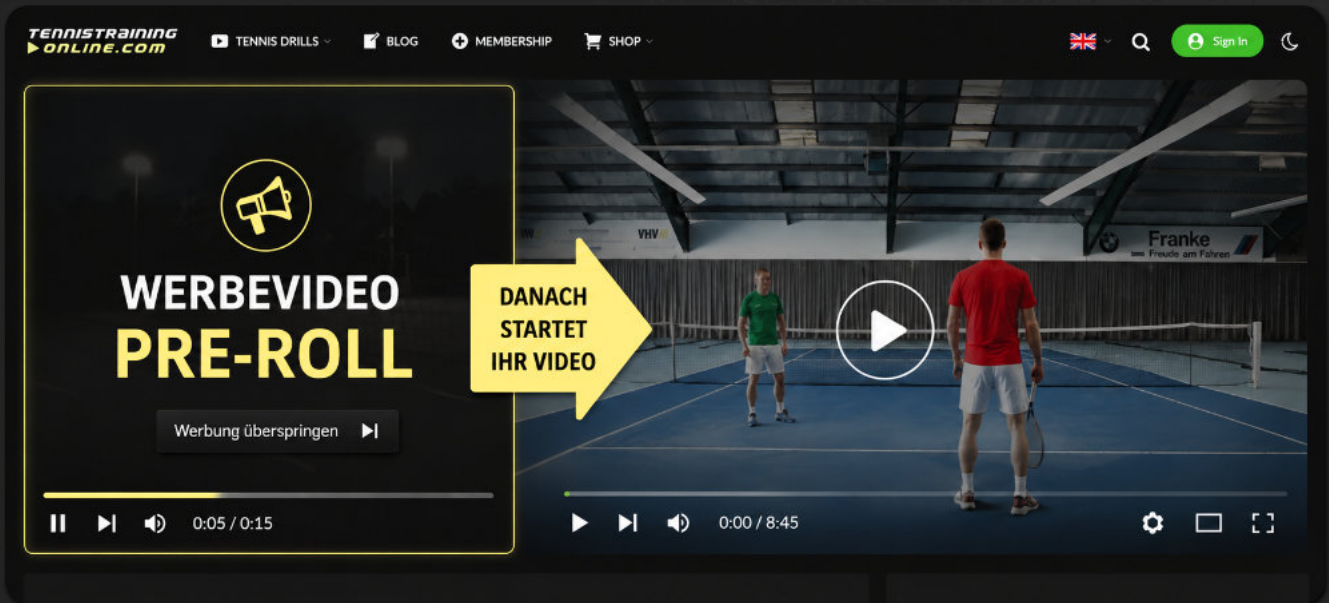 TENNISTRAINING
ONLINE.COM
TENNIS DRILLS
BLOG
MEMBERSHIP
SHOP
Sign In
WERBEVIDEO
PRE-ROLL
Werbung überspringen
0:05 / 0:15
DANACH
STARTET
IHR VIDEO
VHV
Franke
Freude am Fahren
0:00 / 8:45